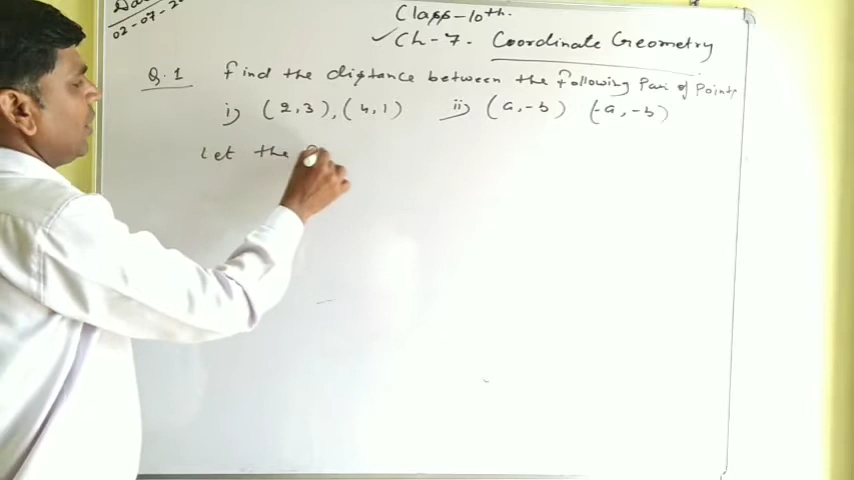 02-07-20
Class-10th.
✓ Ch-7. Coordinate Geometry
Q.1 find the distance between the following Pair of Points
i) (2,3), (4,1) ii) (a,-b) (-a,-b)
Let the